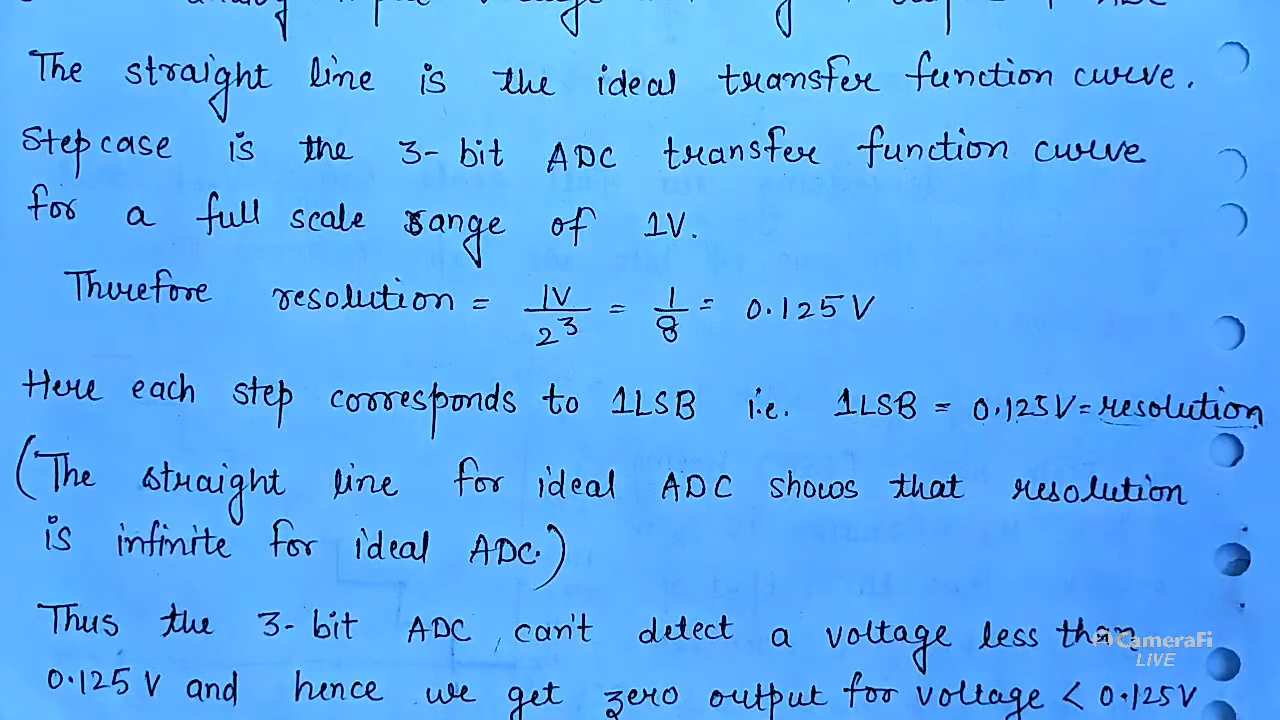 The straight line is the ideal transfer function curve.
Stepcase is the 3-bit ADC transfer function curve
for a full scale range of 1V.
Therefore resolution = 1V/2³ = 1/8 = 0.125V
Here each step corresponds to 1LSB i.e. 1LSB = 0.125V = resolution
(The straight line for ideal ADC shows that resolution
is infinite for ideal ADC.)
Thus the 3-bit ADC can't detect a voltage less than
CameraFi
LIVE
0.125V and hence we get zero output for voltage < 0.125V